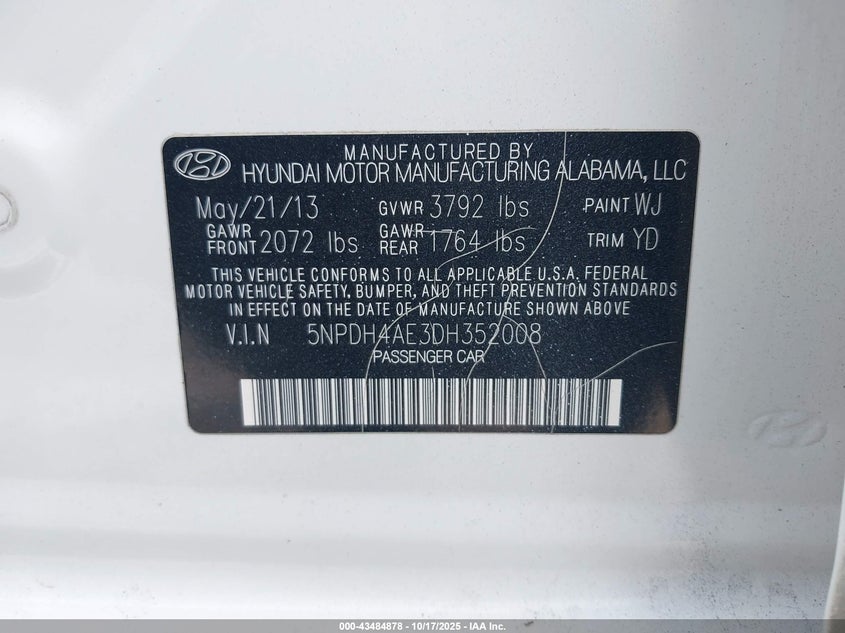 MANUFACTURED BY
HYUNDAI MOTOR MANUFACTURING ALABAMA, LLC
May/21/13 GVWR 3792 lbs PAINT WJ
GAWR FRONT 2072 lbs GAWR REAR 1764 lbs TRIM YD
THIS VEHICLE CONFORMS TO ALL APPLICABLE U.S.A. FEDERAL
MOTOR VEHICLE SAFETY, BUMPER, AND THEFT PREVENTION STANDARDS
IN EFFECT ON THE DATE OF MANUFACTURE SHOWN ABOVE
V.I.N 5NPDH4AE3DH352008
PASSENGER CAR
000-43484878 - 10/17/2025 - IAA Inc.